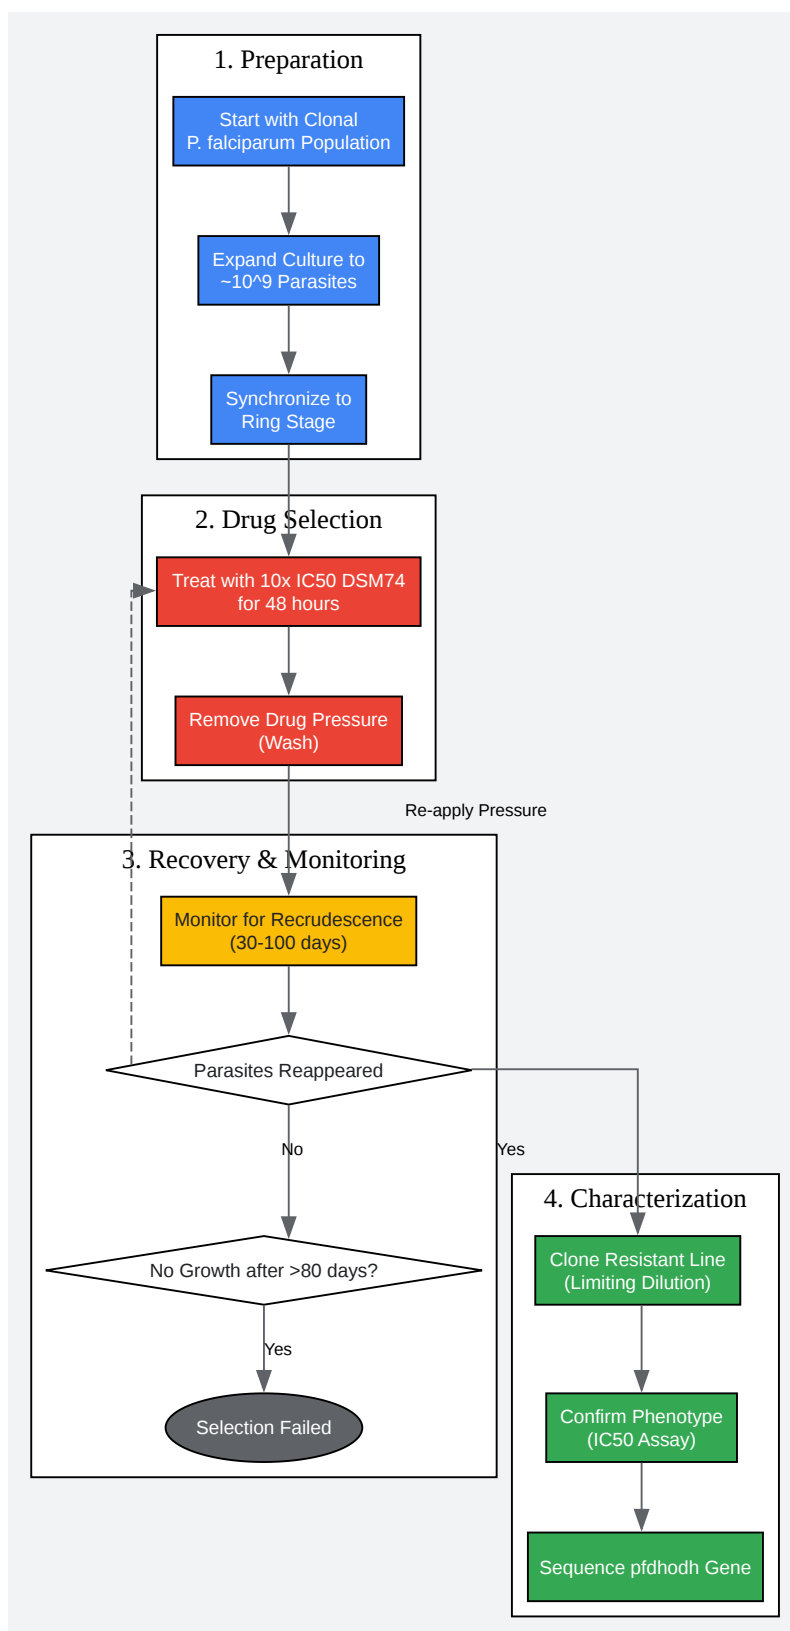 1. Preparation
Start with Clonal
P. falciparum Population
Expand Culture to
~10^9 Parasites
Synchronize to
Ring Stage
2. Drug Selection
Treat with 10x IC50 DSM74
for 48 hours
Remove Drug Pressure
(Wash)
Re-apply Pressure
3. Recovery & Monitoring
Monitor for Recrudescence
(30-100 days)
Parasites Reappeared
No
Yes
No Growth after >80 days?
Yes
Selection Failed
4. Characterization
Clone Resistant Line
(Limiting Dilution)
Confirm Phenotype
(IC50 Assay)
Sequence pfdhodh Gene